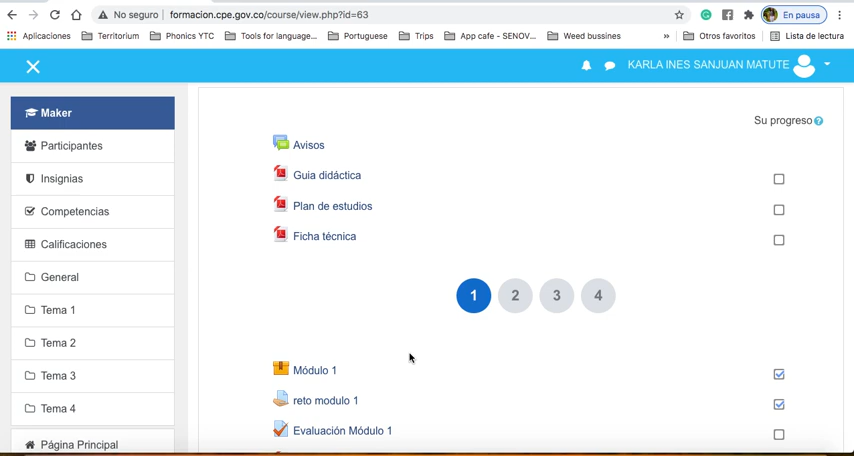 No seguro formacion.cpe.gov.co/course/view.php?id=63 En pausa
Aplicaciones Territorium Phonics YTC Tools for language... Portuguese Trips App cafe - SENOV... Weed bussines » Otros favoritos Lista de lectura
KARLA INES SANJUAN MATUTE
Maker
Participantes
Insignias
Competencias
Calificaciones
General
Tema 1
Tema 2
Tema 3
Tema 4
Página Principal
Su progreso ?
Avisos
Guia didáctica
Plan de estudios
Ficha técnica
1 2 3 4
Módulo 1
reto modulo 1
Evaluación Módulo 1